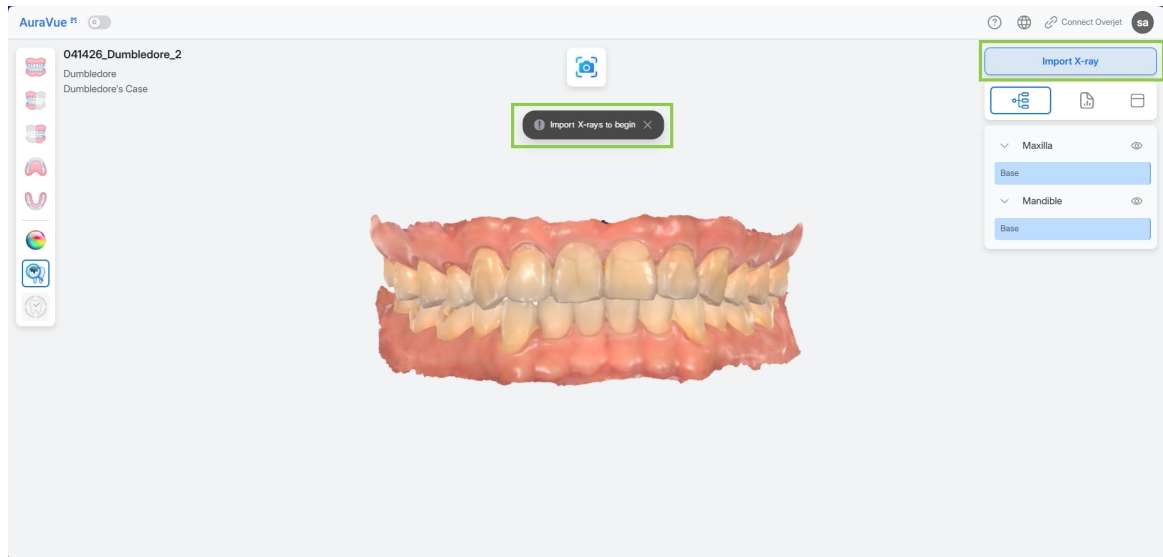 AuraVue
Connect Overjet
sa
041426_Dumbledore_2
Dumbledore
Dumbledore's Case
Import X-ray
Import X-rays to begin
Maxilla
Base
Mandible
Base